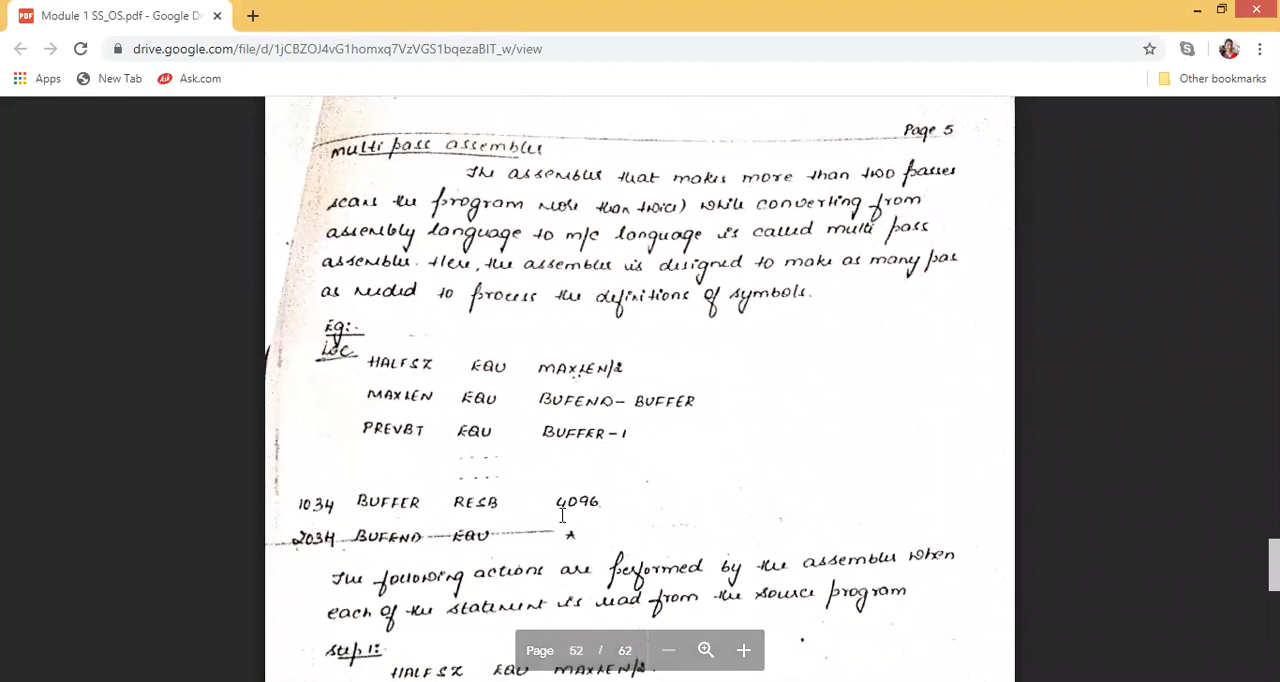 Module 1 SS_OS.pdf - Google D
drive.google.com/file/d/1jCBZOJ4vG1homxq7VzVGS1bqezaBIT_w/view
Apps New Tab Ask.com Other bookmarks
Page 5
multi pass assembler
The assembler that makes more than two passes
scans the program more than twice) while converting from
assembly language to m/c language is called multi pass
assembler. Here, the assembler is designed to make as many pas
as needed to process the definitions of symbols.
Eg:-
LOC
HALFSZ EQU MAXLEN/2
MAXLEN EQU BUFEND- BUFFER
PREVBT EQU BUFFER-1
....
....
1034 BUFFER RESB 4096
2034 BUFEND EQU *
The following actions are performed by the assembler when
each of the statement is read from the source program
Step 1:
HALFSZ EQU MAXLEN/2.
Page 52 / 62